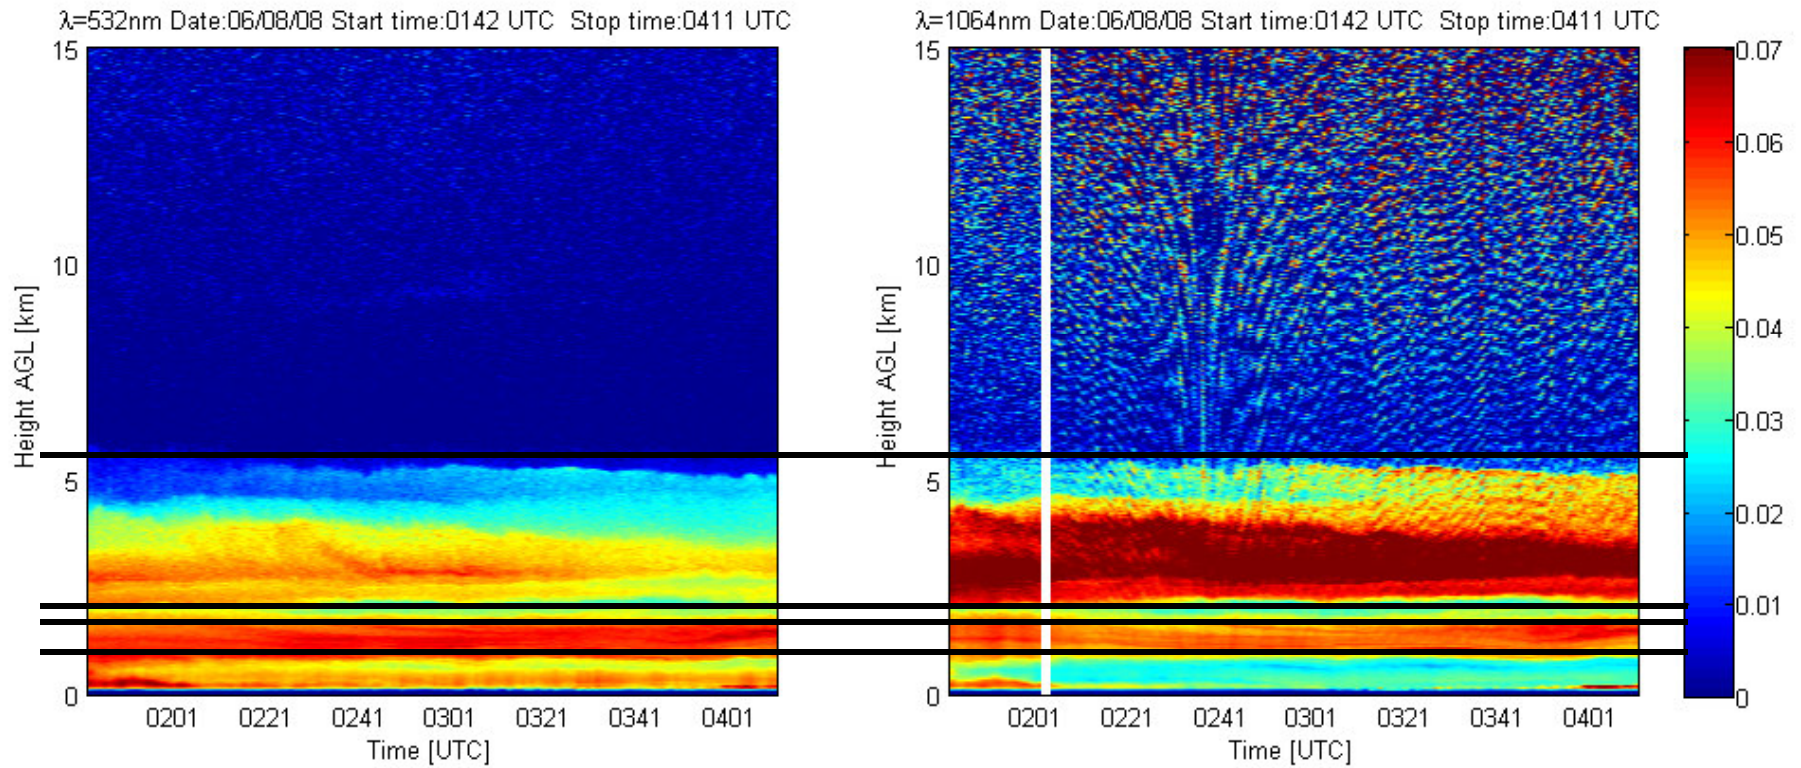 λ=532nm Date:06/08/08 Start time:0142 UTC  Stop time:0411 UTC
15
10
5
0
Height AGL [km]
0201 0221 0241 0301 0321 0341 0401
Time [UTC]
λ=1064nm Date:06/08/08 Start time:0142 UTC  Stop time:0411 UTC
15
10
5
0
Height AGL [km]
0201 0221 0241 0301 0321 0341 0401
Time [UTC]
0.07
0.06
0.05
0.04
0.03
0.02
0.01
0